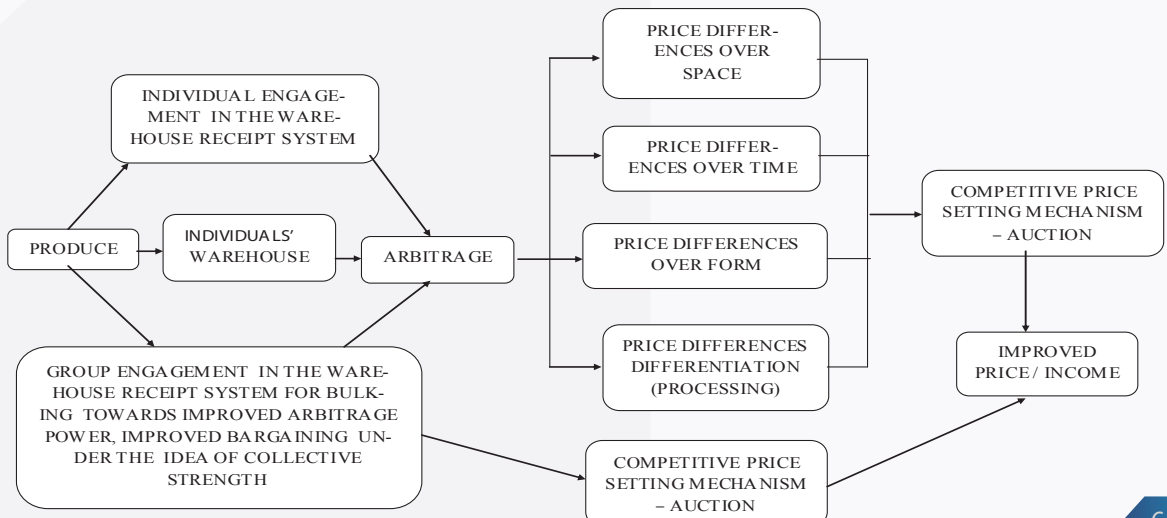 INDIVIDUAL ENGAGE-
MENT IN THE WARE-
HOUSE RECEIPT SYSTEM
PRODUCE
INDIVIDUALS'
WAREHOUSE
ARBITRAGE
GROUP ENGAGEMENT IN THE WARE-
HOUSE RECEIPT SYSTEM FOR BULK-
ING TOWARDS IMPROVED ARBITRAGE
POWER, IMPROVED BARGAINING UN-
DER THE IDEA OF COLLECTIVE
STRENGTH
PRICE DIFFER-
ENCES OVER
SPACE
PRICE DIFFER-
ENCES OVER TIME
PRICE DIFFERENCES
OVER FORM
PRICE DIFFERENCES
DIFFERENTIATION
(PROCESSING)
COMPETITIVE PRICE
SETTING MECHANISM
– AUCTION
COMPETITIVE PRICE
SETTING MECHANISM
– AUCTION
IMPROVED
PRICE / INCOME